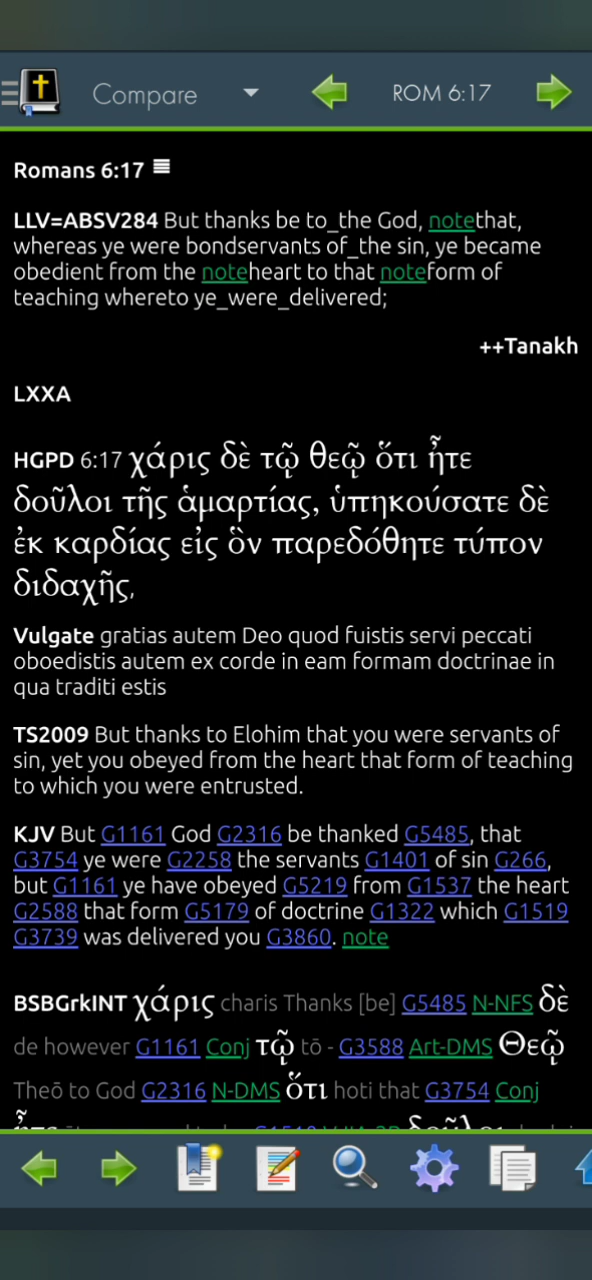 Compare
ROM 6:17
Romans 6:17
LLV=ABSV284 But thanks be to_the God, notethat,
whereas ye were bondservants of_the sin, ye became
obedient from the noteheart to that noteform of
teaching whereto ye_were_delivered;
++Tanakh
LXXA
HGPD 6:17 χάρις δὲ τῷ θεῷ ὅτι ἦτε
δοῦλοι τῆς ἁμαρτίας, ὑπηκούσατε δὲ
ἐκ καρδίας εἰς ὃν παρεδόθητε τύπον
διδαχῆς,
Vulgate gratias autem Deo quod fuistis servi peccati
oboedistis autem ex corde in eam formam doctrinae in
qua traditi estis
TS2009 But thanks to Elohim that you were servants of
sin, yet you obeyed from the heart that form of teaching
to which you were entrusted.
KJV But G1161 God G2316 be thanked G5485, that
G3754 ye were G2258 the servants G1401 of sin G266,
but G1161 ye have obeyed G5219 from G1537 the heart
G2588 that form G5179 of doctrine G1322 which G1519
G3739 was delivered you G3860. note
BSBGrkINT χάρις charis Thanks [be] G5485 N-NFS δὲ
de however G1161 Conj τῷ tō - G3588 Art-DMS Θεῷ
Theō to God G2316 N-DMS ὅτι hoti that G3754 Conj